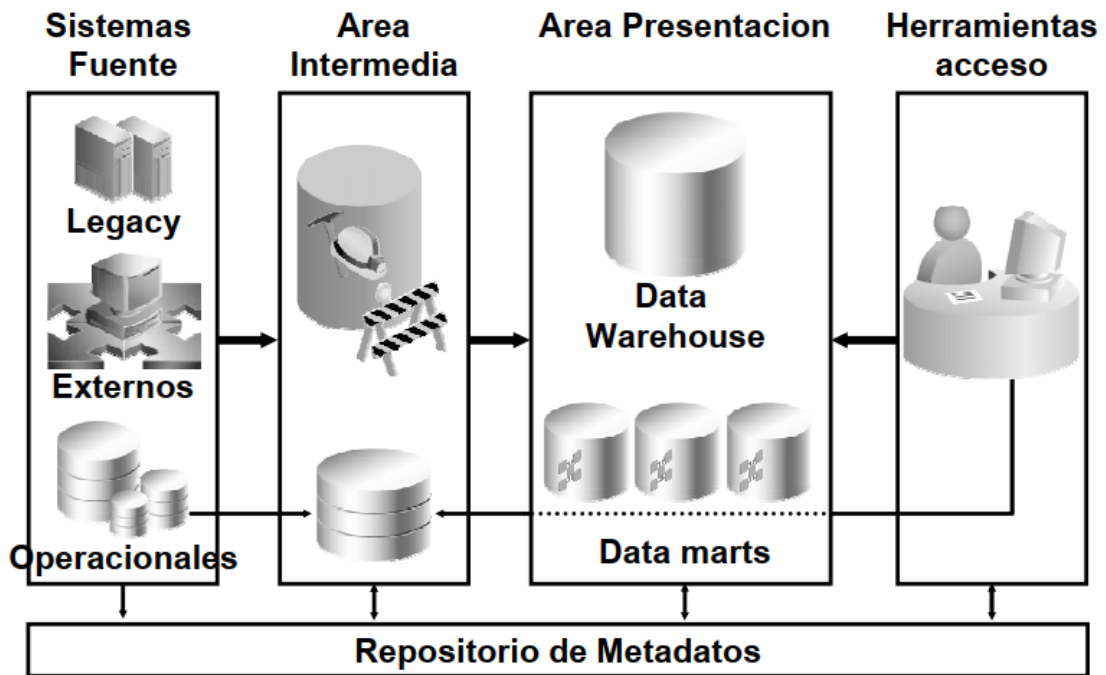 Sistemas
Fuente
Area
Intermedia
Area Presentacion
Herramientas
acceso
Legacy
Externos
Operacionales
Data
Warehouse
Data marts
Repositorio de Metadatos